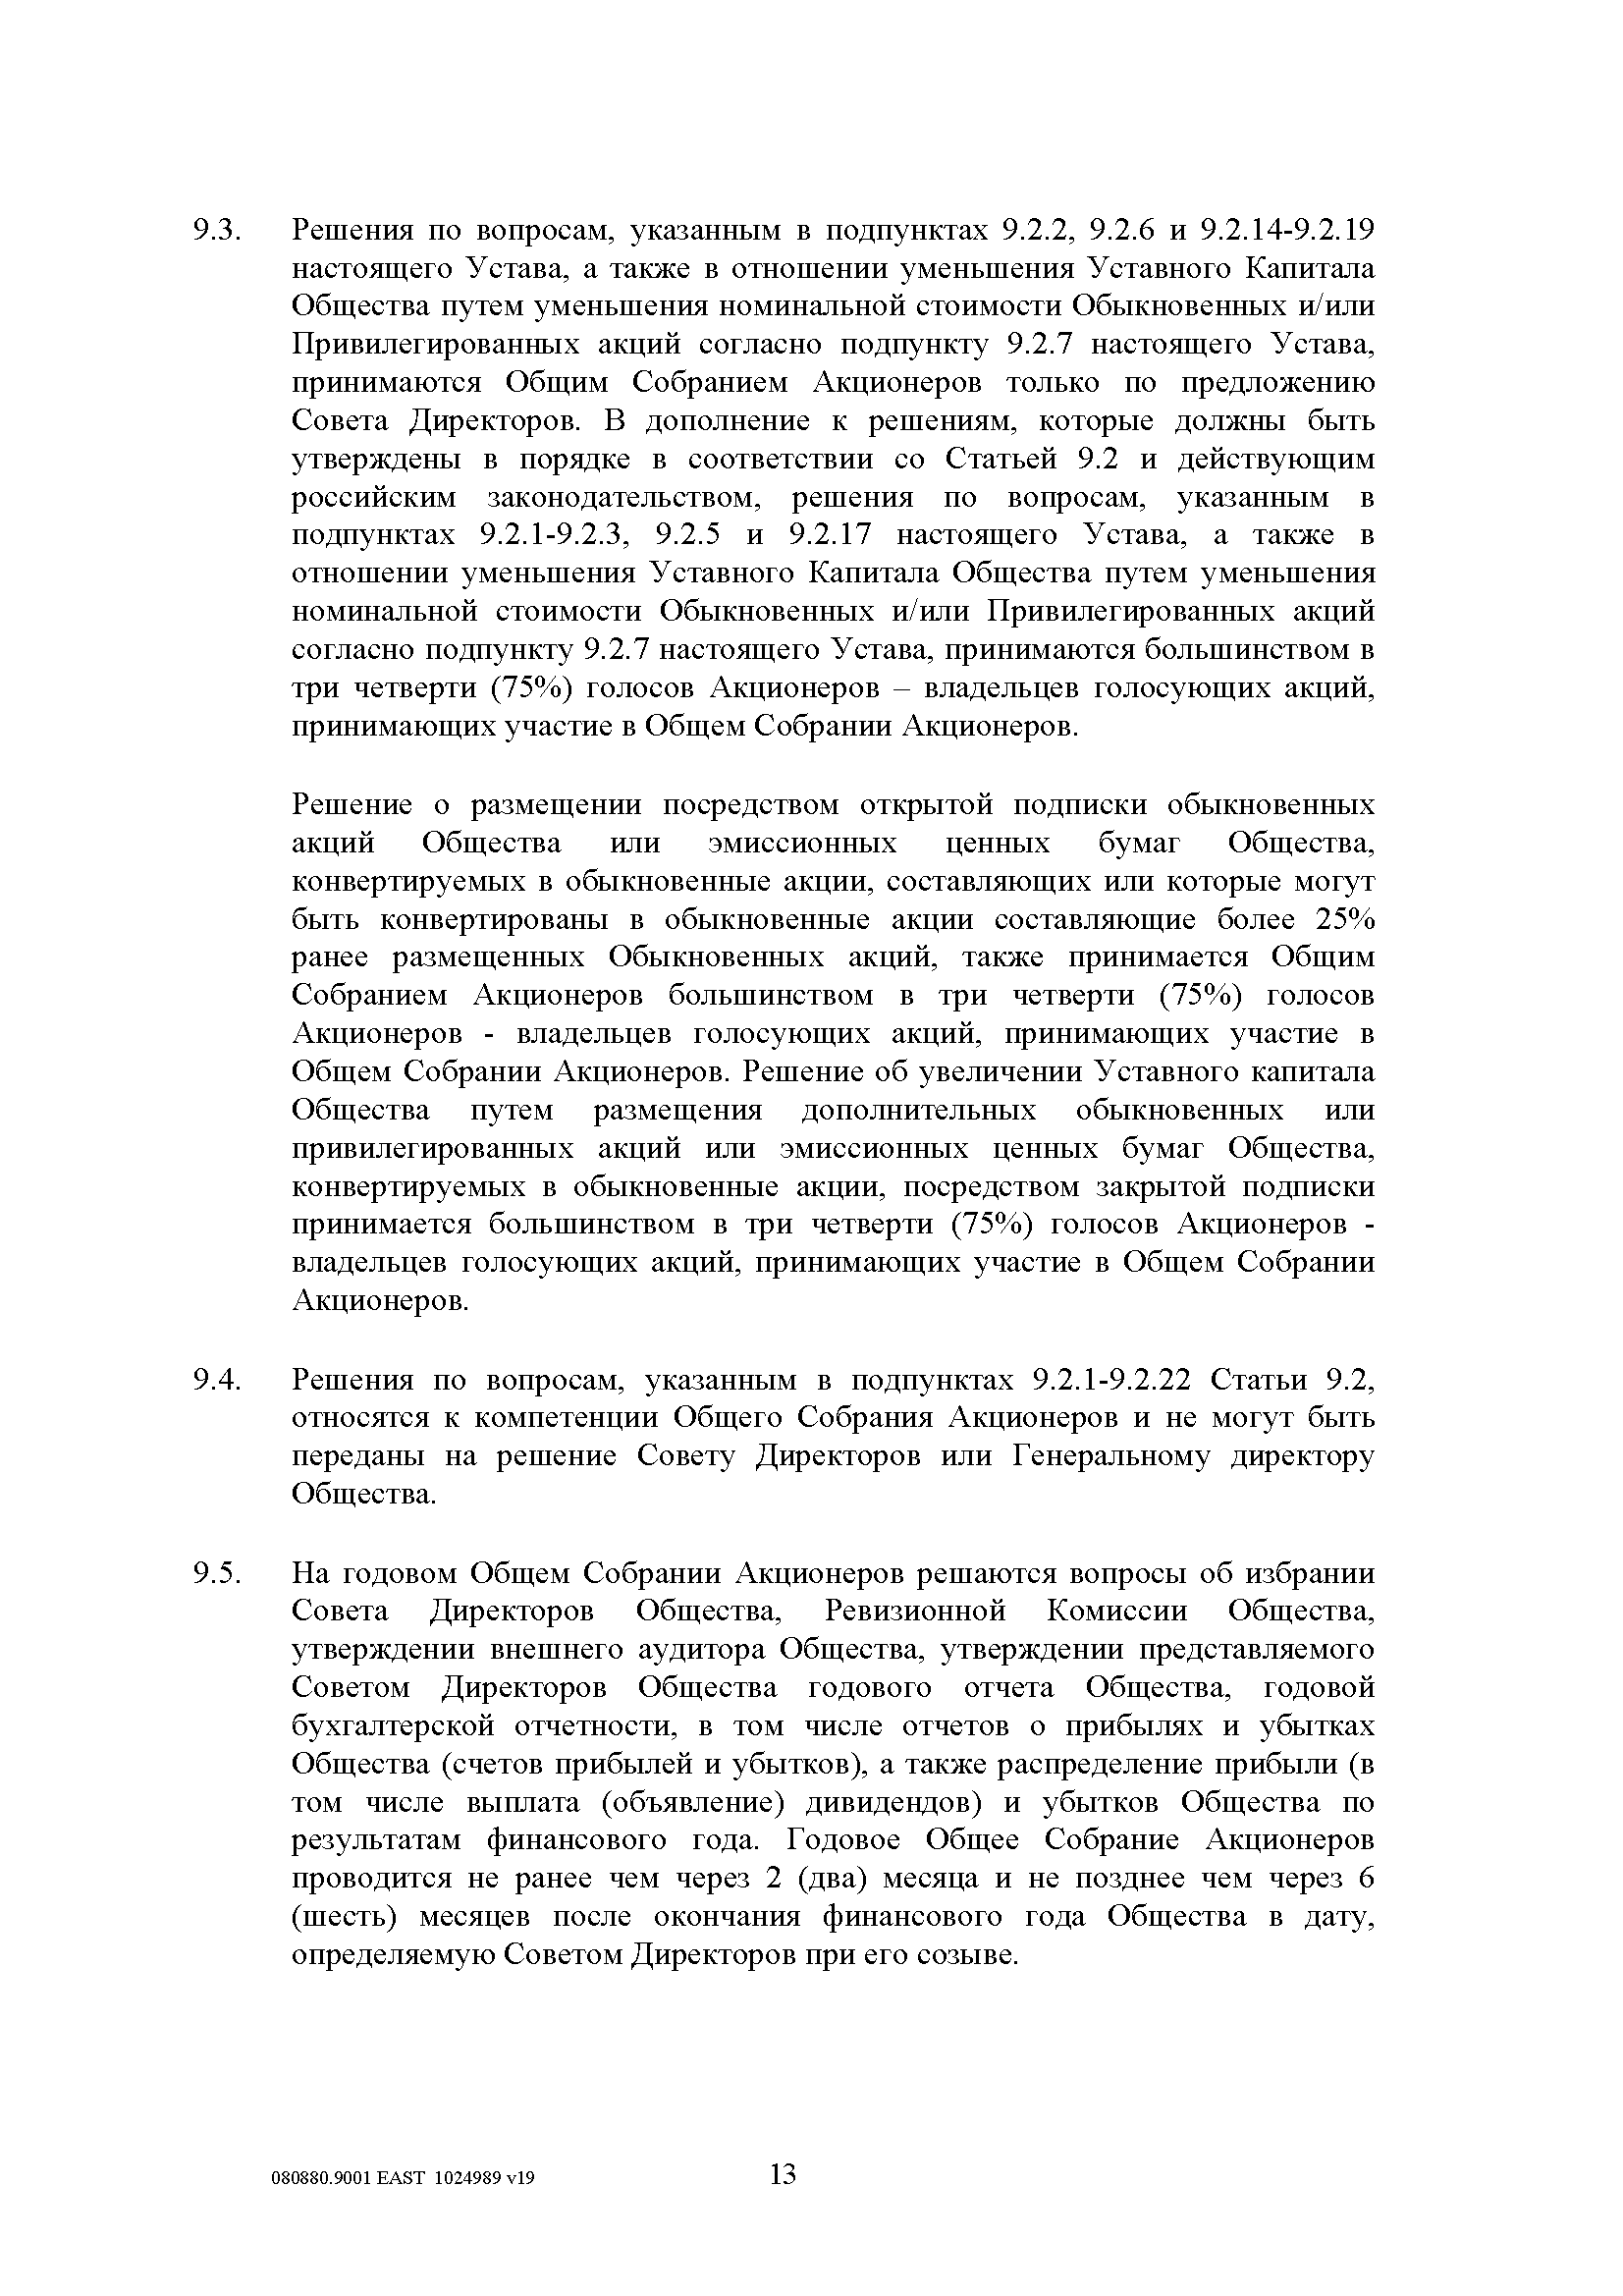 9.3. Решения по вопросам, указанным в подпунктах 9.2.2, 9.2.6 и 9.2.14-9.2.19
настоящего Устава, а также в отношении уменьшения Уставного Капитала
Общества путем уменьшения номинальной стоимости Обыкновенных и/или
Привилегированных акций согласно подпункту 9.2.7 настоящего Устава,
принимаются Общим Собранием Акционеров только по предложению
Совета Директоров. В дополнение к решениям, которые должны быть
утверждены в порядке в соответствии со Статьей 9.2 и действующим
российским законодательством, решения по вопросам, указанным в
подпунктах 9.2.1-9.2.3, 9.2.5 и 9.2.17 настоящего Устава, а также в
отношении уменьшения Уставного Капитала Общества путем уменьшения
номинальной стоимости Обыкновенных и/или Привилегированных акций
согласно подпункту 9.2.7 настоящего Устава, принимаются большинством в
три четверти (75%) голосов Акционеров – владельцев голосующих акций,
принимающих участие в Общем Собрании Акционеров.
Решение о размещении посредством открытой подписки обыкновенных
акций Общества или эмиссионных ценных бумаг Общества,
конвертируемых в обыкновенные акции, составляющих или которые могут
быть конвертированы в обыкновенные акции составляющие более 25%
ранее размещенных Обыкновенных акций, также принимается Общим
Собранием Акционеров большинством в три четверти (75%) голосов
Акционеров - владельцев голосующих акций, принимающих участие в
Общем Собрании Акционеров. Решение об увеличении Уставного капитала
Общества путем размещения дополнительных обыкновенных или
привилегированных акций или эмиссионных ценных бумаг Общества,
конвертируемых в обыкновенные акции, посредством закрытой подписки
принимается большинством в три четверти (75%) голосов Акционеров -
владельцев голосующих акций, принимающих участие в Общем Собрании
Акционеров.
9.4. Решения по вопросам, указанным в подпунктах 9.2.1-9.2.22 Статьи 9.2,
относятся к компетенции Общего Собрания Акционеров и не могут быть
переданы на решение Совету Директоров или Генеральному директору
Общества.
9.5. На годовом Общем Собрании Акционеров решаются вопросы об избрании
Совета Директоров Общества, Ревизионной Комиссии Общества,
утверждении внешнего аудитора Общества, утверждении представляемого
Советом Директоров Общества годового отчета Общества, годовой
бухгалтерской отчетности, в том числе отчетов о прибылях и убытках
Общества (счетов прибылей и убытков), а также распределение прибыли (в
том числе выплата (объявление) дивидендов) и убытков Общества по
результатам финансового года. Годовое Общее Собрание Акционеров
проводится не ранее чем через 2 (два) месяца и не позднее чем через 6
(шесть) месяцев после окончания финансового года Общества в дату,
определяемую Советом Директоров при его созыве.
080880.9001 EAST 1024989 v19 13